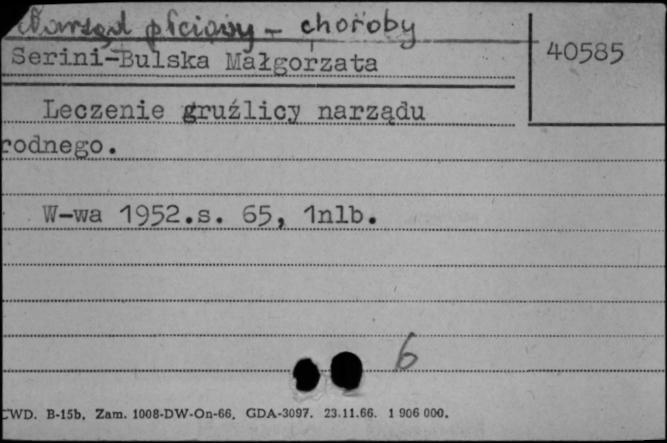 Narząd płciowy - choroby
Serini-Bulska Małgorzata
40585
Leczenie gruźlicy narządu
rodnego.
W-wa 1952.s. 65, 1nlb.
6
CWD. B-15b, Zam. 1008-DW-On-66, GDA-3097. 23.11.66. 1 906 000.